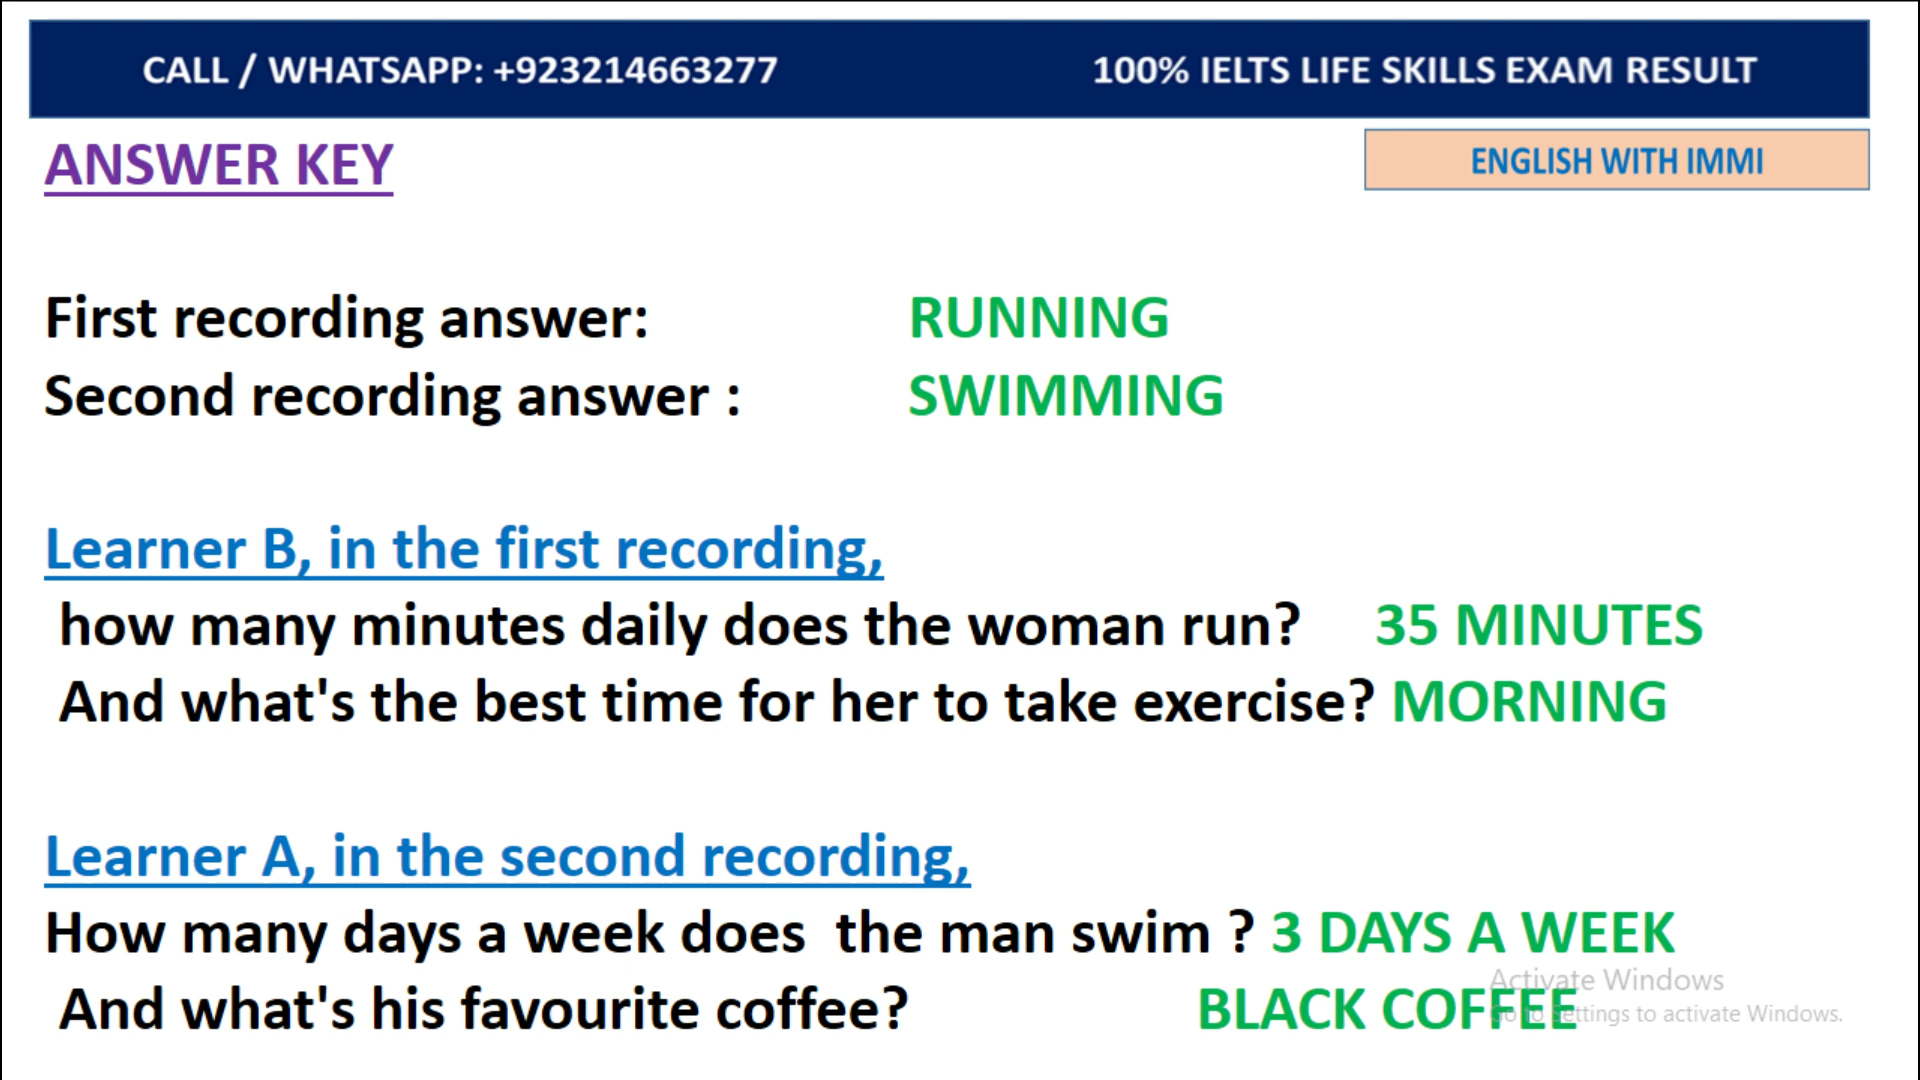 CALL / WHATSAPP: +923214663277 100% IELTS LIFE SKILLS EXAM RESULT
ANSWER KEY
ENGLISH WITH IMMI
First recording answer: RUNNING
Second recording answer : SWIMMING
Learner B, in the first recording,
how many minutes daily does the woman run? 35 MINUTES
And what's the best time for her to take exercise? MORNING
Learner A, in the second recording,
How many days a week does the man swim ? 3 DAYS A WEEK
And what's his favourite coffee? BLACK COFFEE
Activate Windows
Go to Settings to activate Windows.